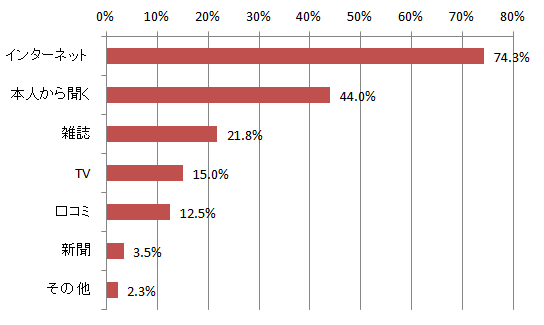 0% 10% 20% 30% 40% 50% 60% 70% 80%
インターネット 74.3%
本人から聞く 44.0%
雑誌 21.8%
TV 15.0%
口コミ 12.5%
新聞 3.5%
その他 2.3%